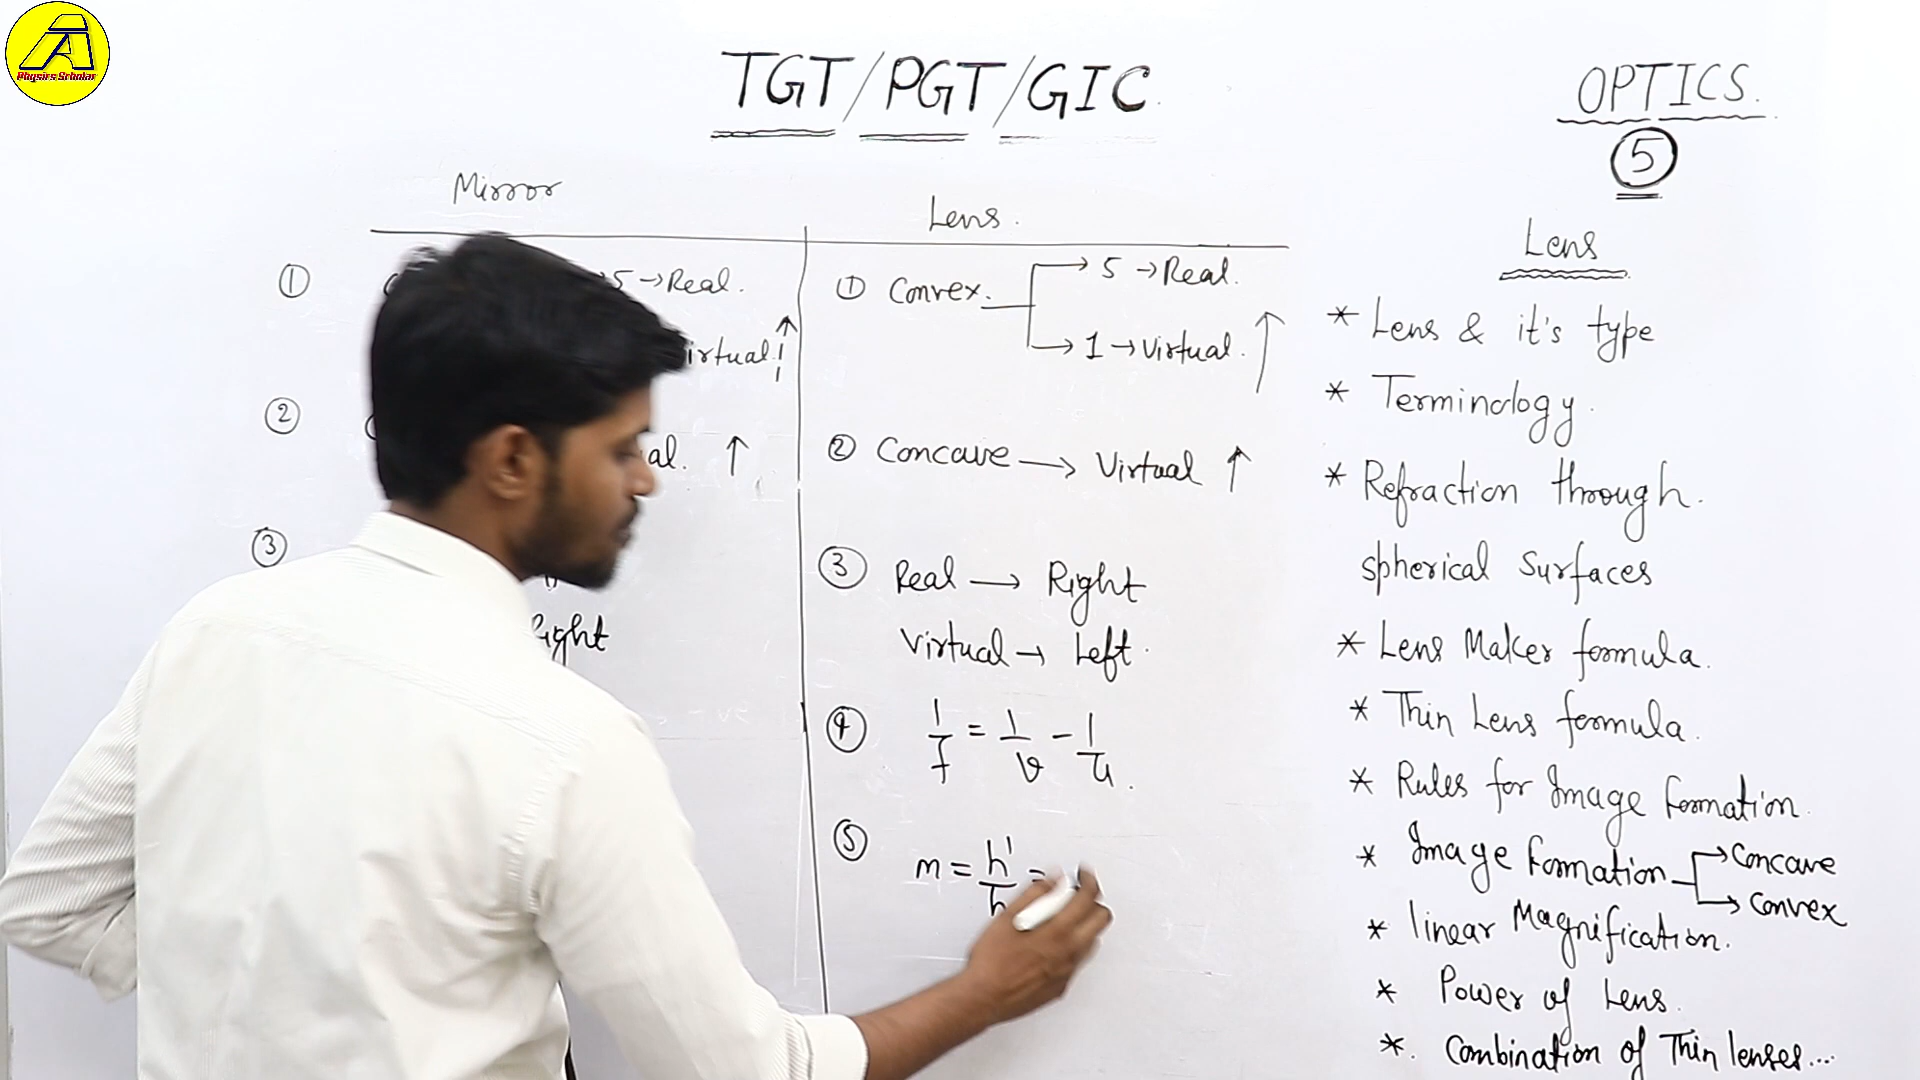 A
Physics Scholar
TGT/PGT/GIC
OPTICS.
5
Mirror
① 5 → Real.
②
③
Lens.
① Convex. → 5 → Real.
→ 1 → Virtual. ↑
② Concave → Virtual ↑
③ Real → Right
Virtual → Left.
④ 1/f = 1/v - 1/u.
⑤ m = h'/h =
Lens
* Lens & it's type
* Terminology.
* Refraction through.
spherical surfaces
* Lens Maker formula.
* Thin Lens formula.
* Rules for Image Formation.
* Image Formation → Concave
→ Convex
* linear Magnification.
* Power of Lens.
*. Combination of Thin lenses...